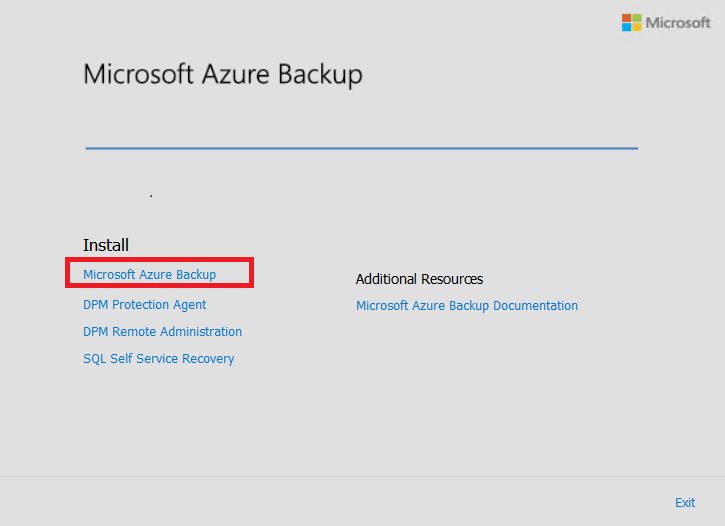 Microsoft
Microsoft Azure Backup
.
Install
Microsoft Azure Backup
DPM Protection Agent
DPM Remote Administration
SQL Self Service Recovery
Additional Resources
Microsoft Azure Backup Documentation
Exit